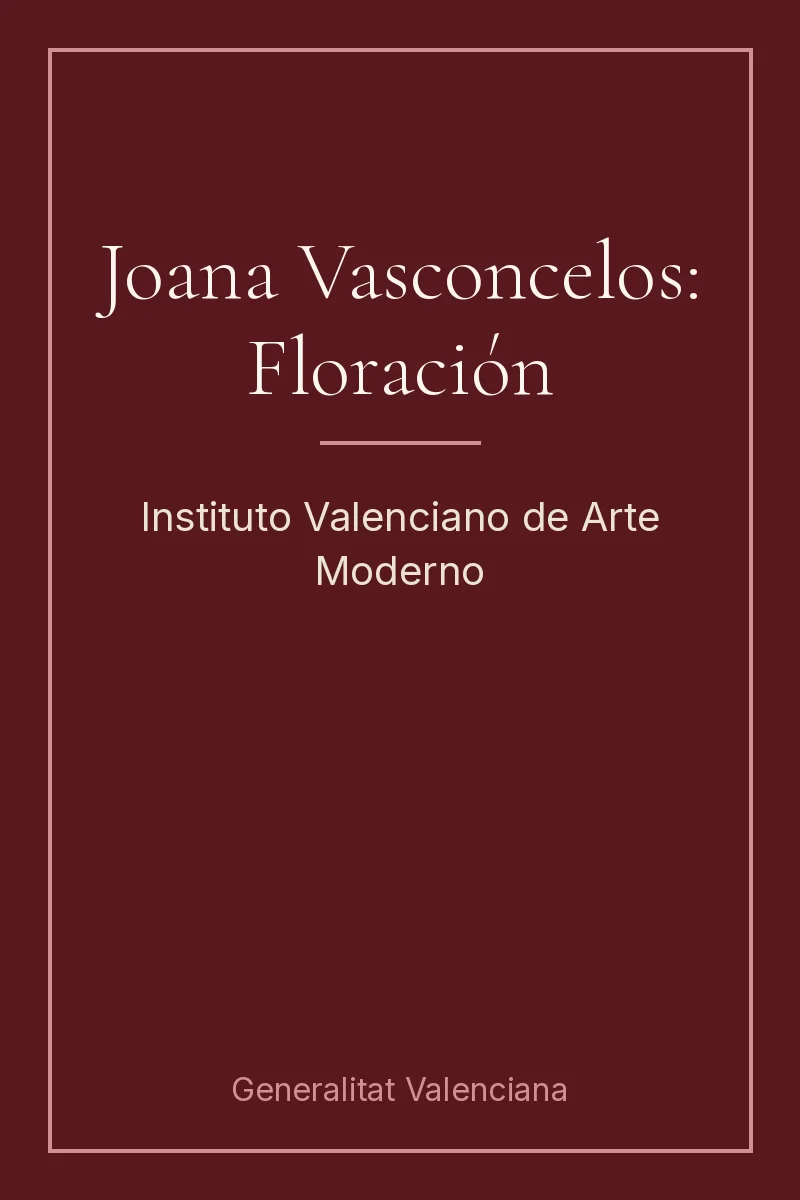 Joana Vasconcelos:
Floración
Instituto Valenciano de Arte
Moderno
Generalitat Valenciana